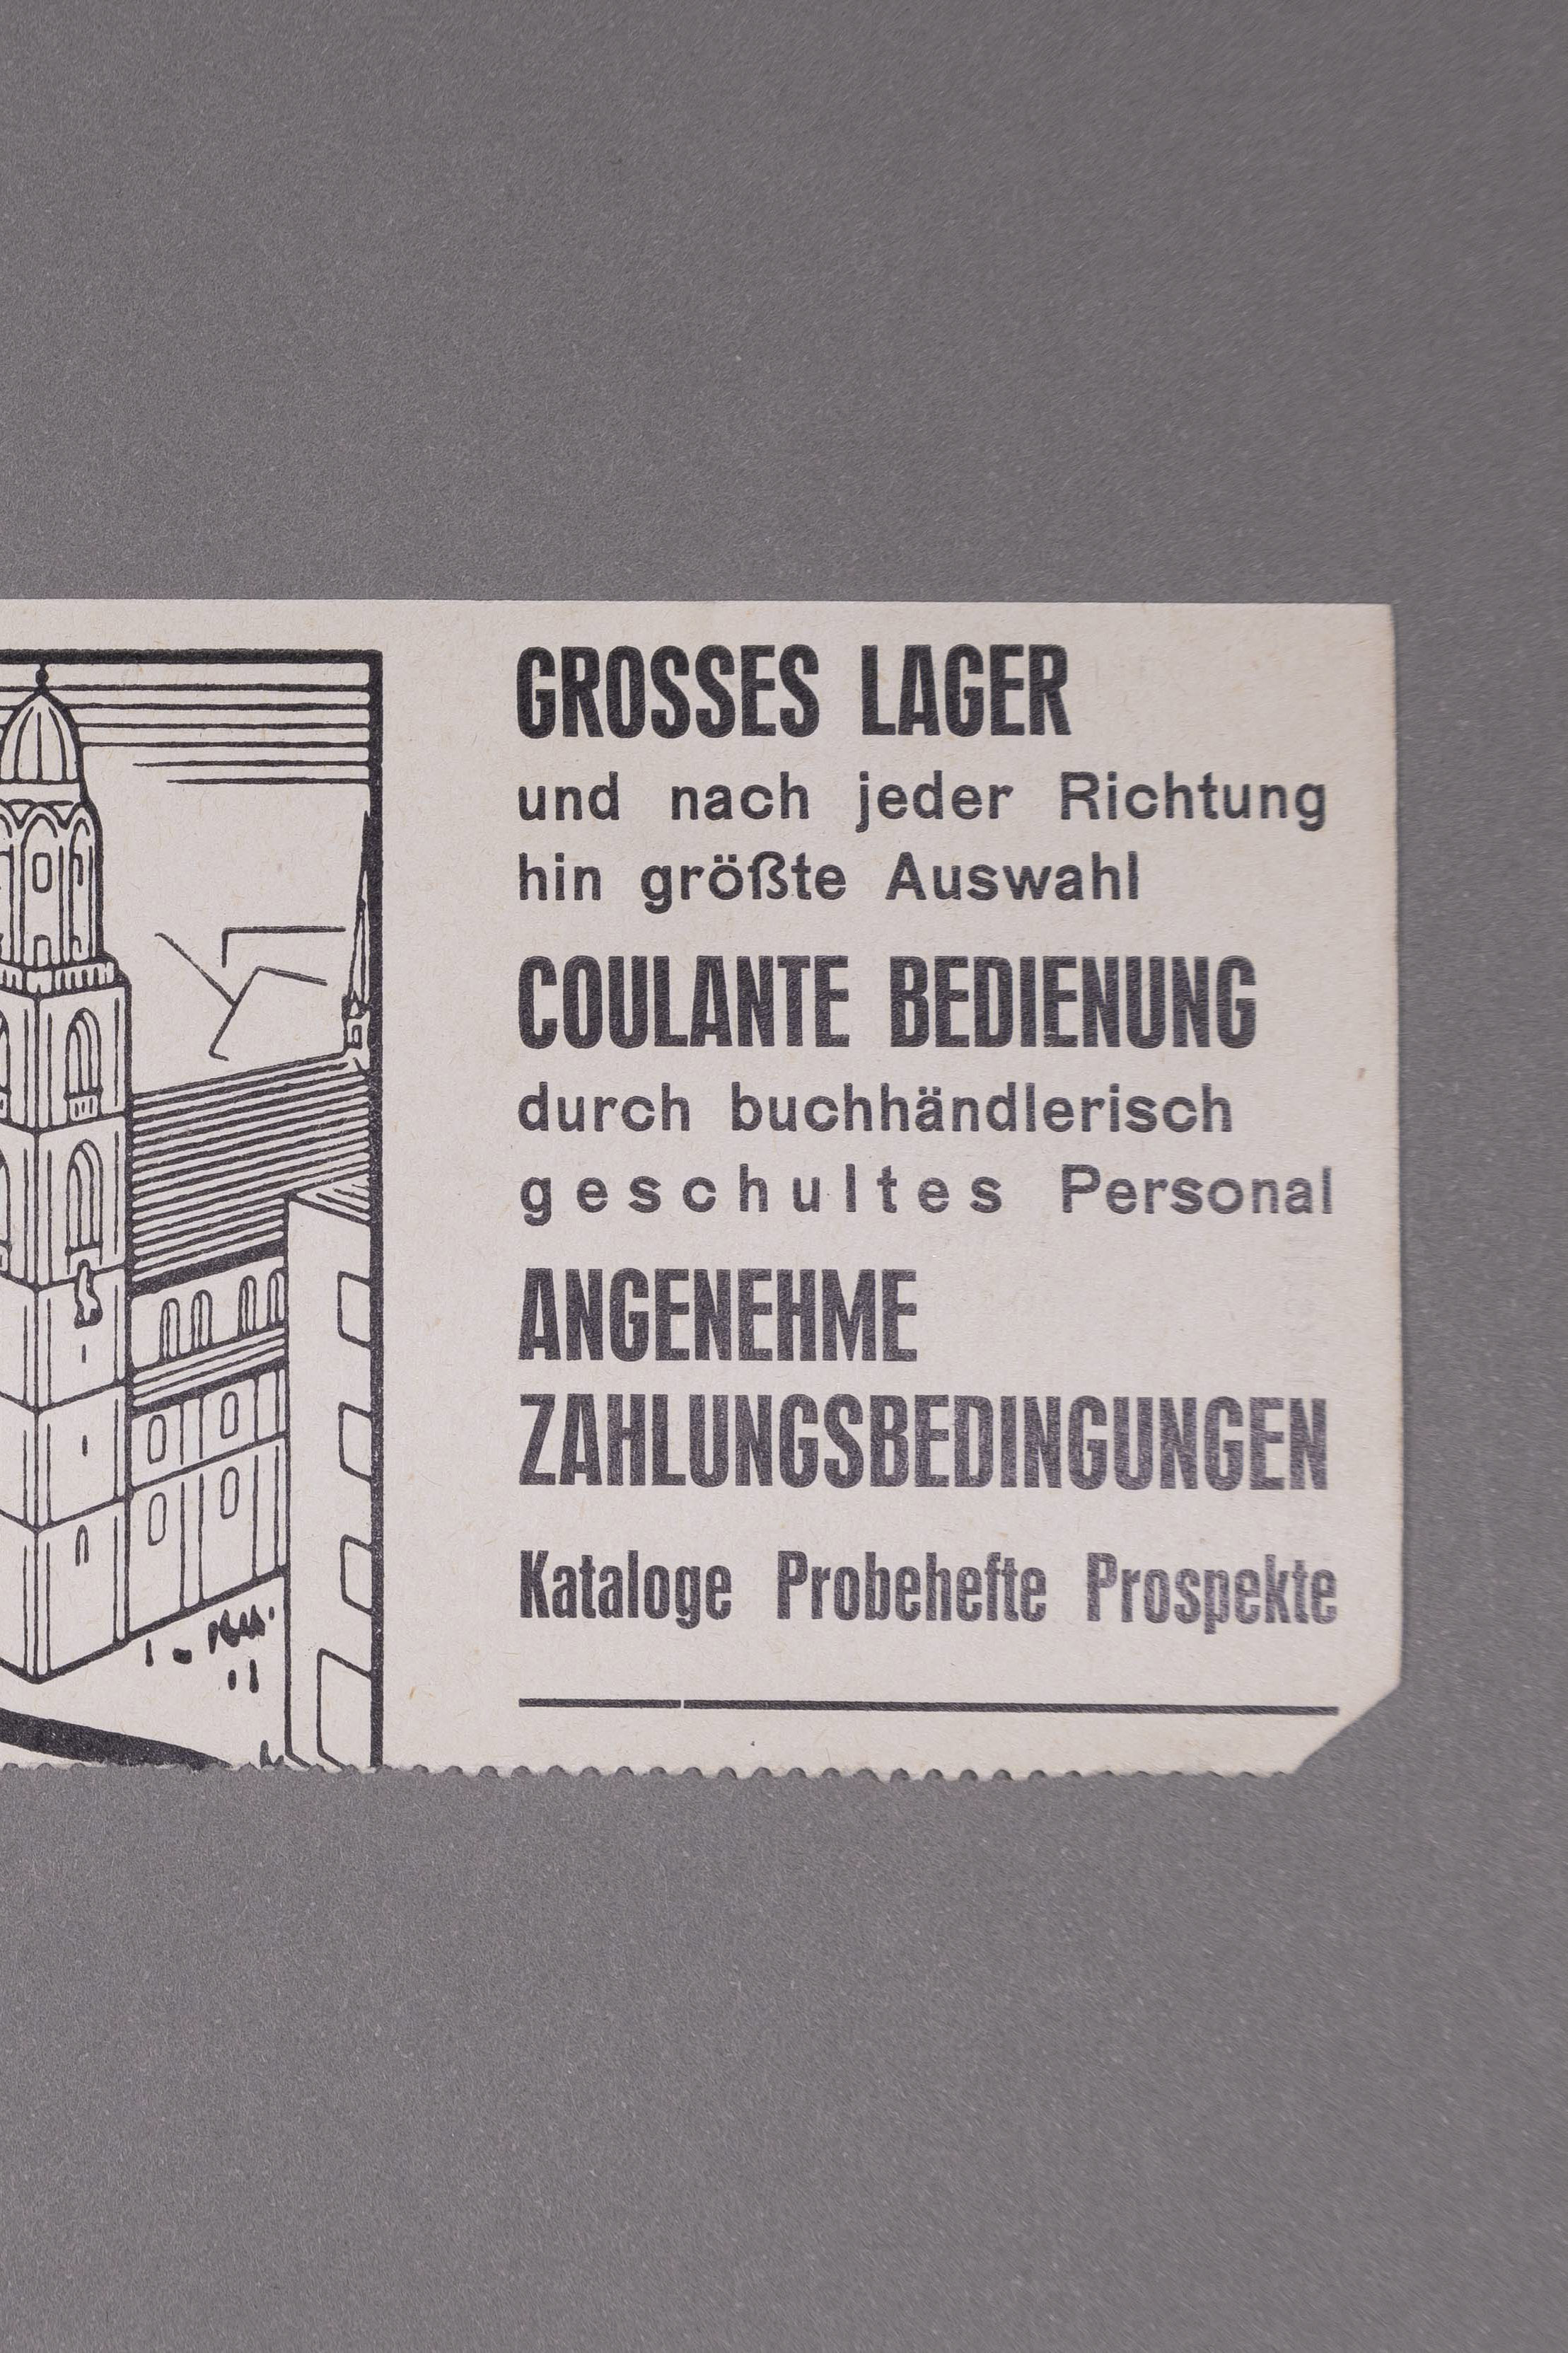 GROSSES LAGER
und nach jeder Richtung
hin größte Auswahl
COULANTE BEDIENUNG
durch buchhändlerisch
geschultes Personal
ANGENEHME
ZAHLUNGSBEDINGUNGEN
Kataloge Probehefte Prospekte